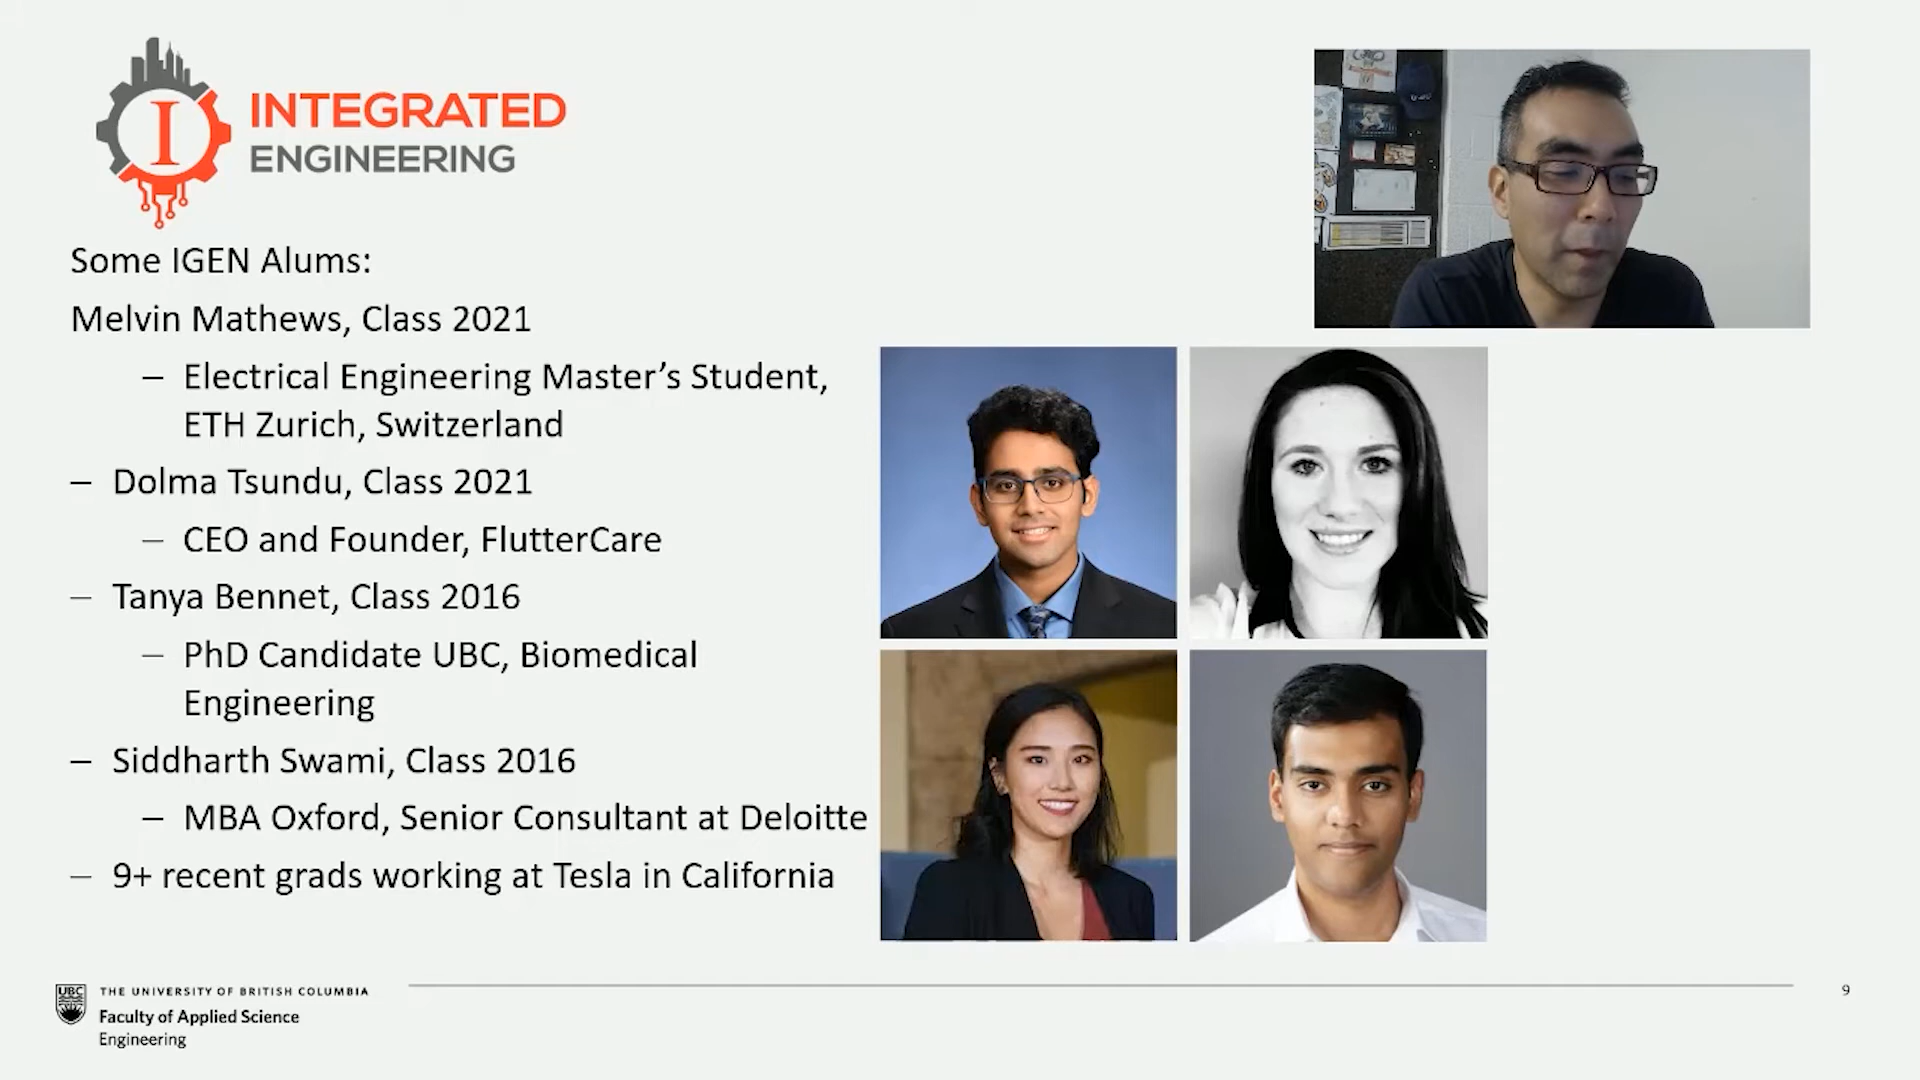 I
INTEGRATED
ENGINEERING
Some IGEN Alums:
Melvin Mathews, Class 2021
– Electrical Engineering Master’s Student,
ETH Zurich, Switzerland
– Dolma Tsundu, Class 2021
– CEO and Founder, FlutterCare
– Tanya Bennet, Class 2016
– PhD Candidate UBC, Biomedical
Engineering
– Siddharth Swami, Class 2016
– MBA Oxford, Senior Consultant at Deloitte
– 9+ recent grads working at Tesla in California
UBC
THE UNIVERSITY OF BRITISH COLUMBIA
Faculty of Applied Science
Engineering
9